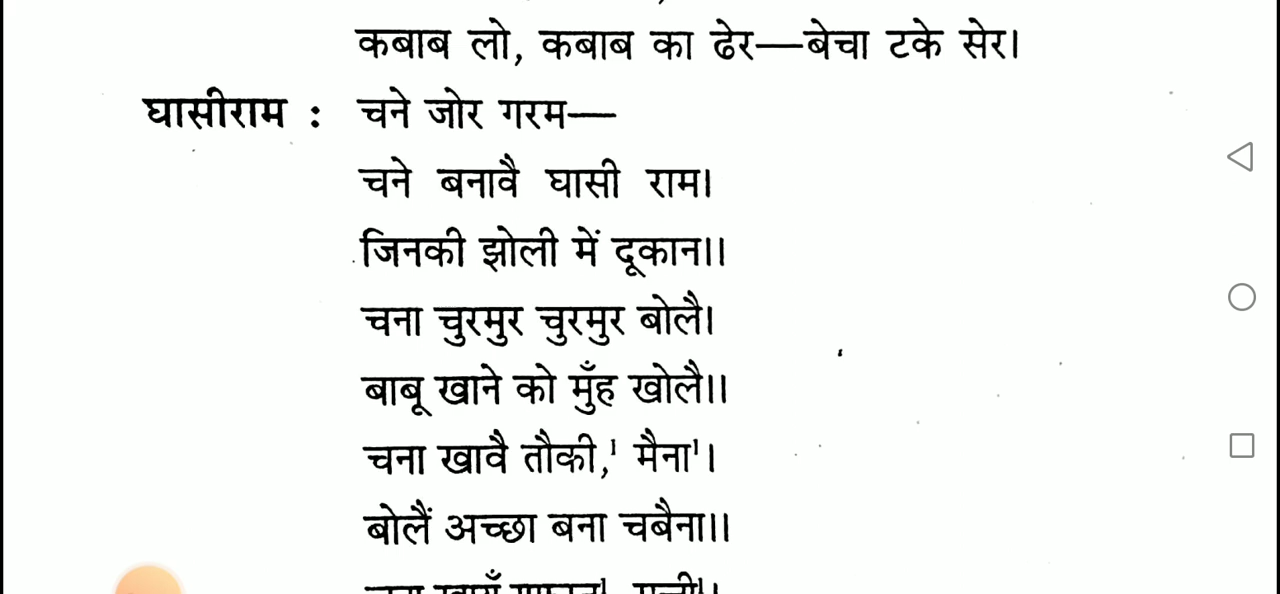 कबाब लो, कबाब का ढेर—बेचा टके सेर।
घासीराम : चने जोर गरम—
चने बनावै घासी राम।
जिनकी झोली में दूकान।।
चना चुरमुर चुरमुर बोलै।
बाबू खाने को मुँह खोलै।।
चना खावै तौकी,¹ मैना¹।
बोलैं अच्छा बना चबैना।।